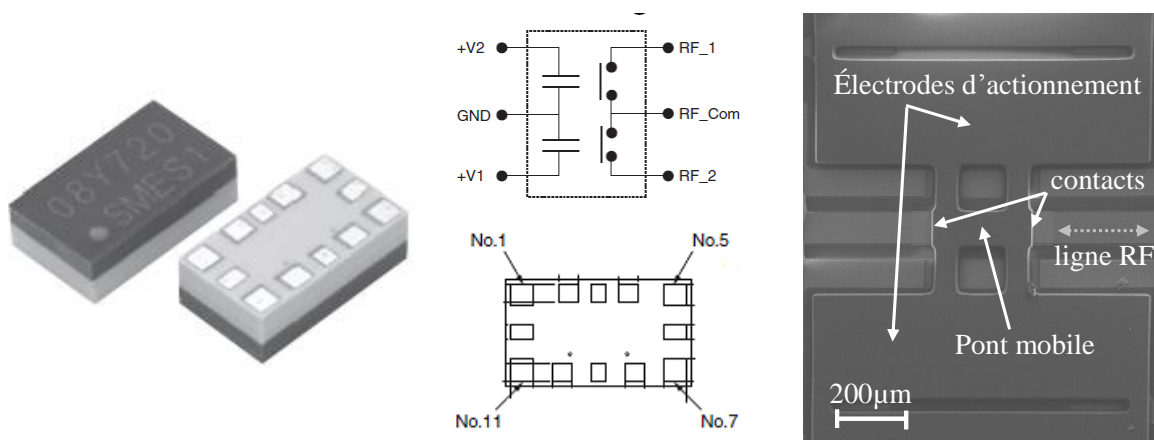 08Y720
SMES1
+V2
RF_1
GND
RF_Com
+V1
RF_2
No.1
No.5
No.11
No.7
Électrodes d'actionnement
contacts
ligne RF
Pont mobile
200µm